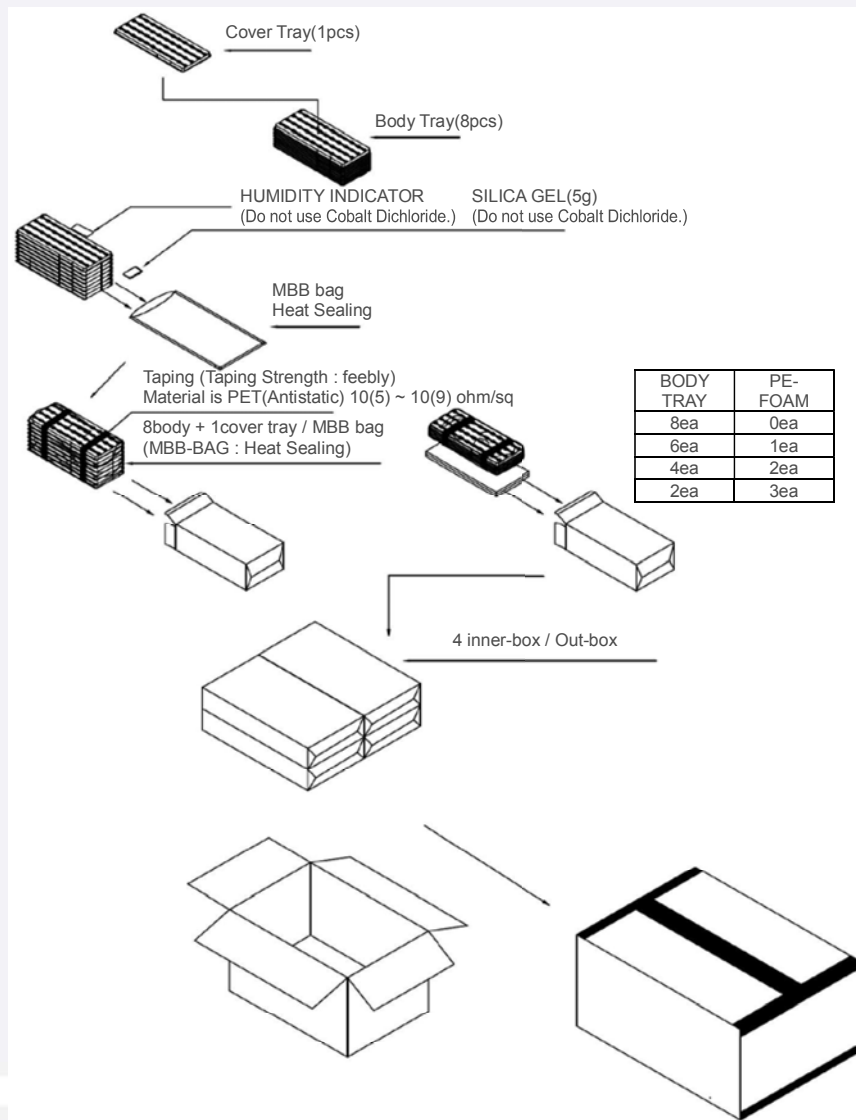 Cover Tray(1pcs)
Body Tray(8pcs)
HUMIDITY INDICATOR
(Do not use Cobalt Dichloride.)
SILICA GEL(5g)
(Do not use Cobalt Dichloride.)
MBB bag
Heat Sealing
Taping (Taping Strength : feebly)
Material is PET(Antistatic) 10(5) ~ 10(9) ohm/sq
8body + 1cover tray / MBB bag
(MBB-BAG : Heat Sealing)
BODY TRAY PE-FOAM
8ea 0ea
6ea 1ea
4ea 2ea
2ea 3ea
4 inner-box / Out-box